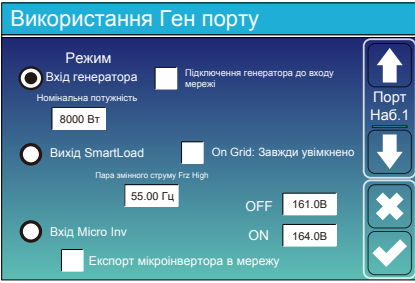 Використання Ген порту
Режим
Вхід генератора
Підключення генератора до входу
мережі
Номінальна потужність
8000 Вт
Порт
Наб.1
Вихід SmartLoad
On Grid: Завжди увімкнено
Пара змінного струму Frz High
55.00 Гц
OFF 161.0В
Вхід Micro Inv
ON 164.0В
Експорт мікроінвертора в мережу